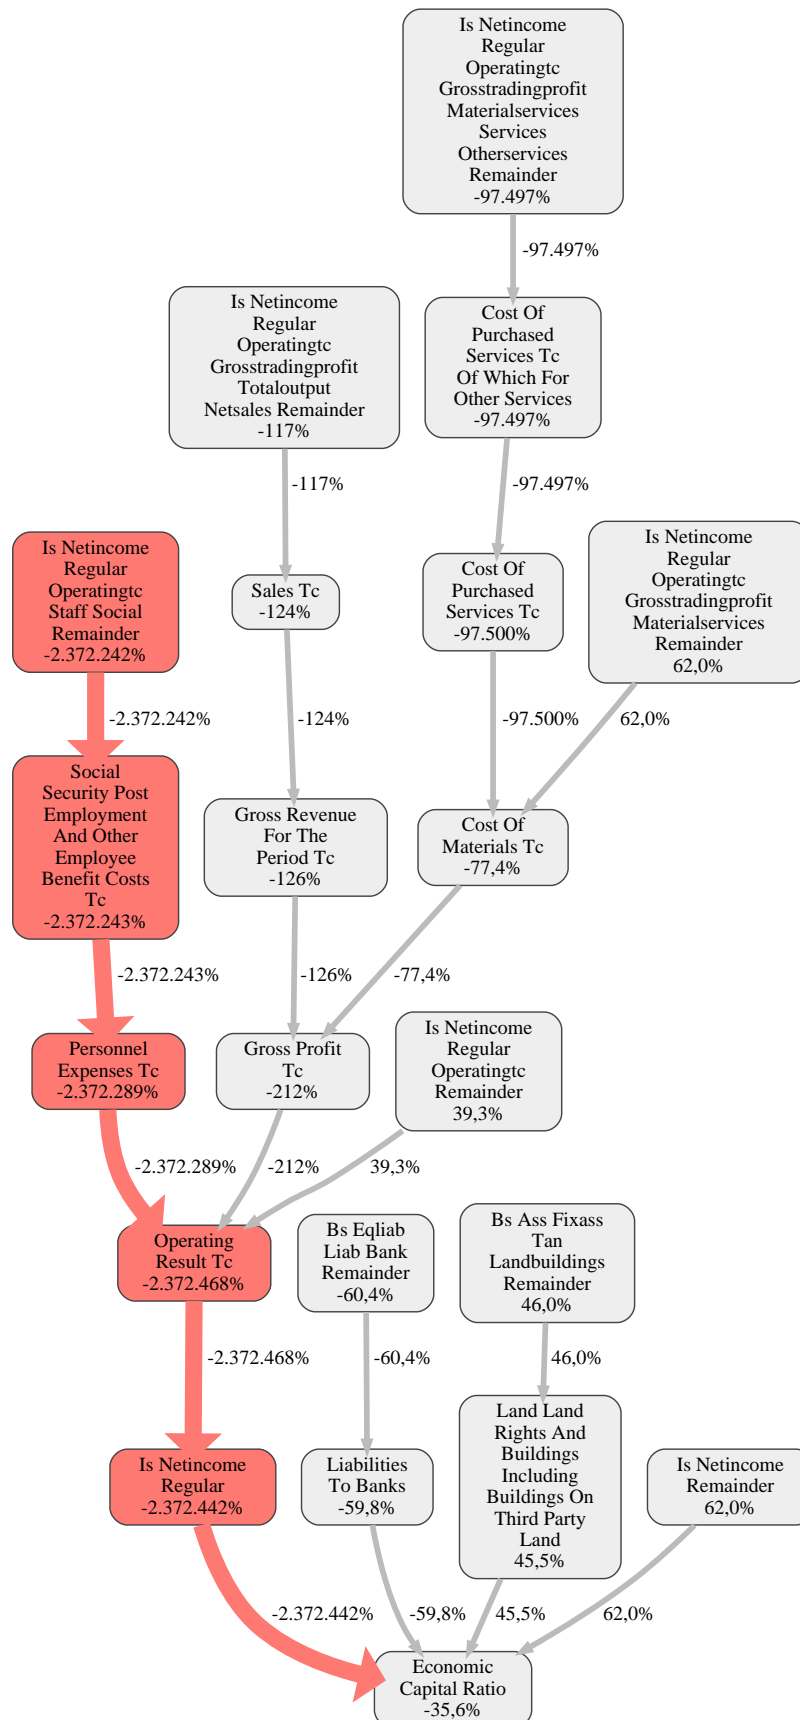 Is Netincome
Regular
Operatingtc
Grosstradingprofit
Materialservices
Services
Otherservices
Remainder
-97.497%
-97.497%
Is Netincome
Regular
Operatingtc
Grosstradingprofit
Totaloutput
Netsales Remainder
-117%
Cost Of
Purchased
Services Tc
Of Which For
Other Services
-97.497%
-117%
-97.497%
Is Netincome
Regular
Operatingtc
Staff Social
Remainder
-2.372.242%
Sales Tc
-124%
Cost Of
Purchased
Services Tc
-97.500%
Is Netincome
Regular
Operatingtc
Grosstradingprofit
Materialservices
Remainder
62,0%
-2.372.242%
-124%
-97.500%
62,0%
Social
Security Post
Employment
And Other
Employee
Benefit Costs
Tc
-2.372.243%
Gross Revenue
For The
Period Tc
-126%
Cost Of
Materials Tc
-77,4%
-2.372.243%
-126%
-77,4%
Personnel
Expenses Tc
-2.372.289%
Gross Profit
Tc
-212%
Is Netincome
Regular
Operatingtc
Remainder
39,3%
-2.372.289%
-212%
39,3%
Operating
Result Tc
-2.372.468%
Bs Eqliab
Liab Bank
Remainder
-60,4%
Bs Ass Fixass
Tan
Landbuildings
Remainder
46,0%
-2.372.468%
-60,4%
46,0%
Is Netincome
Regular
-2.372.442%
Liabilities
To Banks
-59,8%
Land Land
Rights And
Buildings
Including
Buildings On
Third Party
Land
45,5%
Is Netincome
Remainder
62,0%
-2.372.442%
-59,8%
45,5%
62,0%
Economic
Capital Ratio
-35,6%